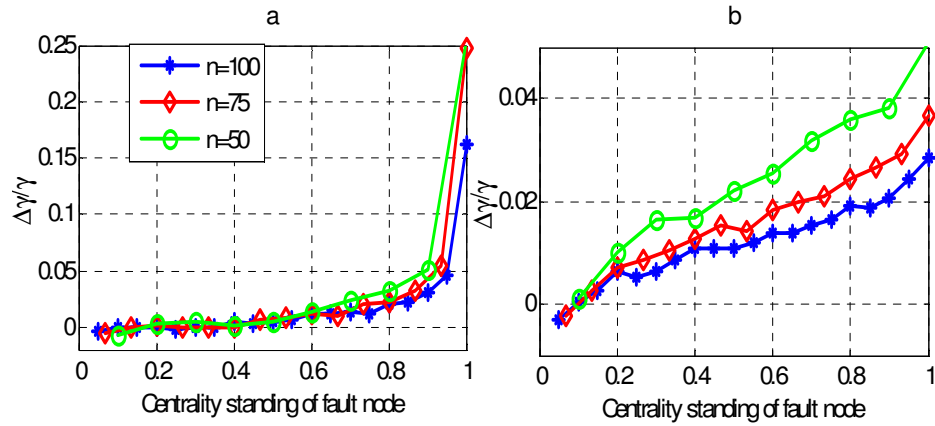 a
0.25
0.2
0.15
0.1
0.05
0
Δγ/γ
n=100
n=75
n=50
0 0.2 0.4 0.6 0.8 1
Centrality standing of fault node
b
0.04
0.02
0
Δγ/γ
0 0.2 0.4 0.6 0.8 1
Centrality standing of fault node